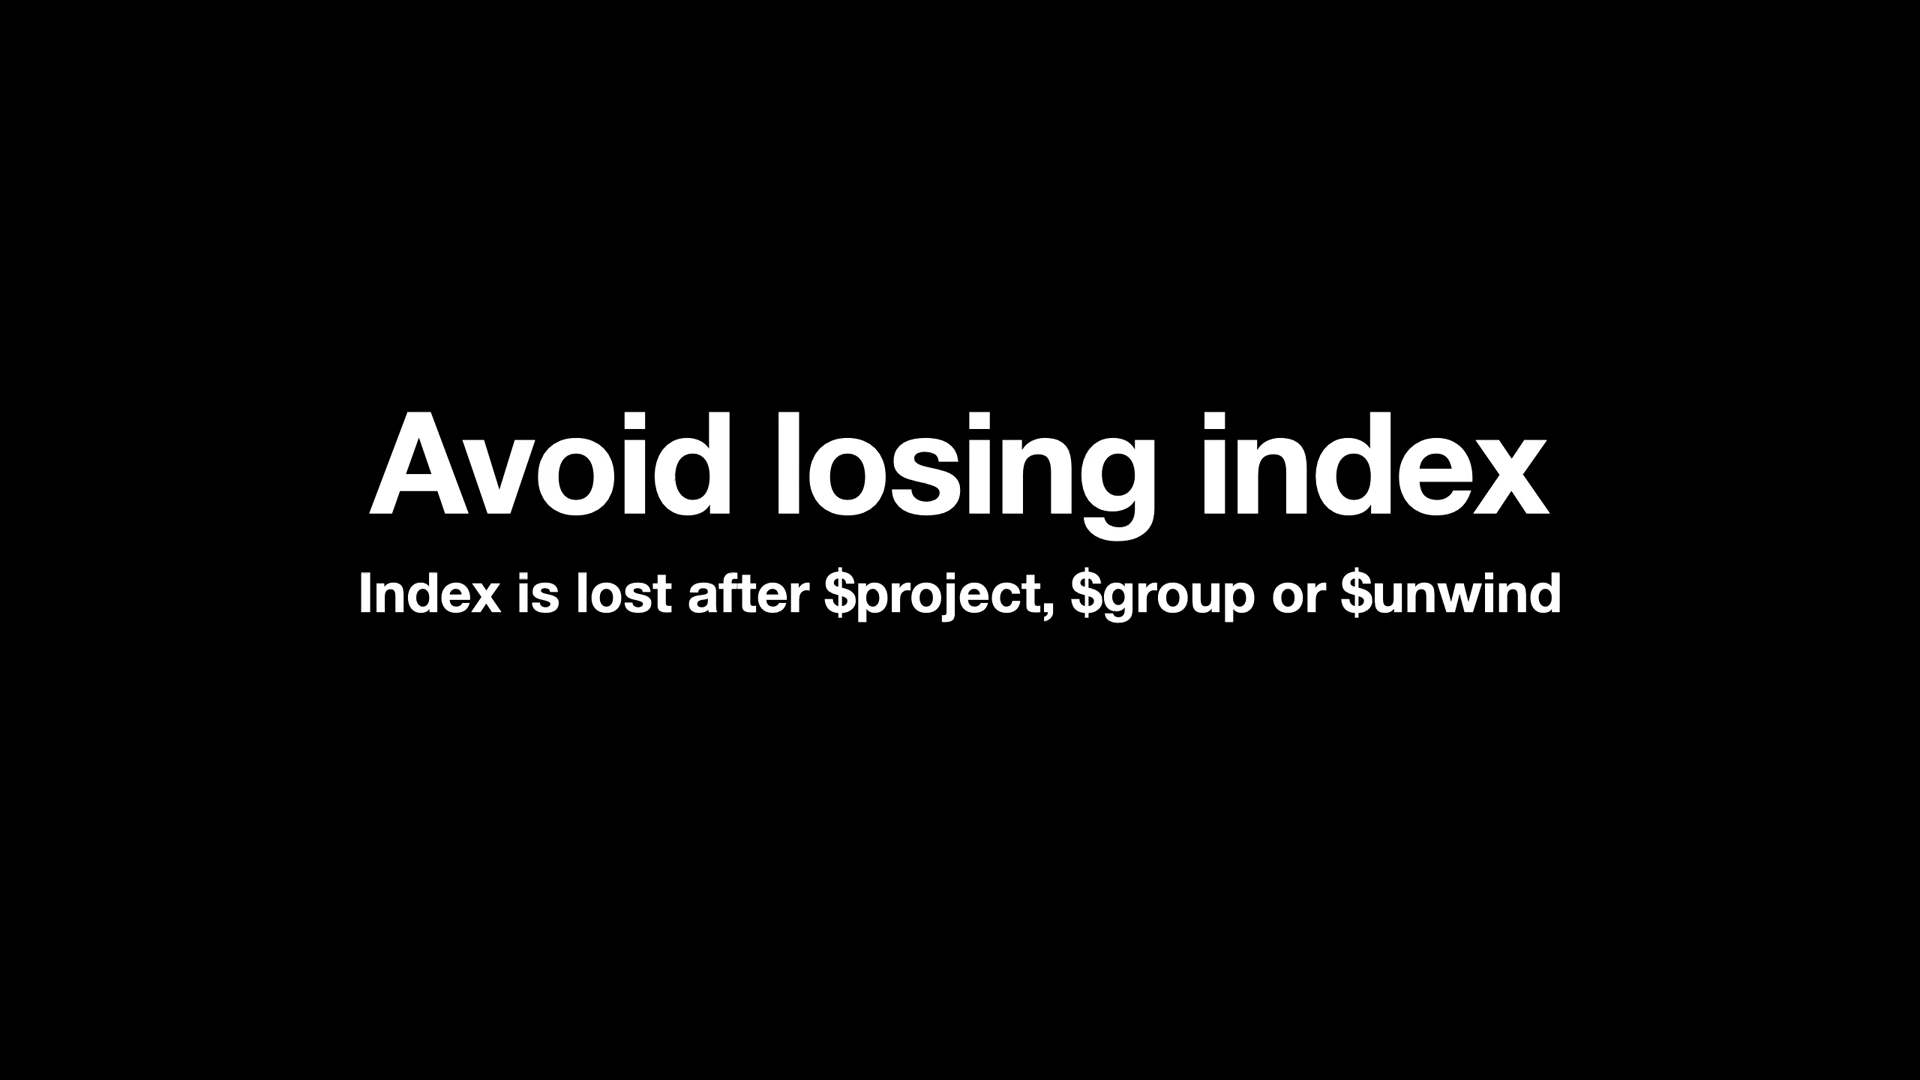 Avoid losing index
Index is lost after $project, $group or $unwind